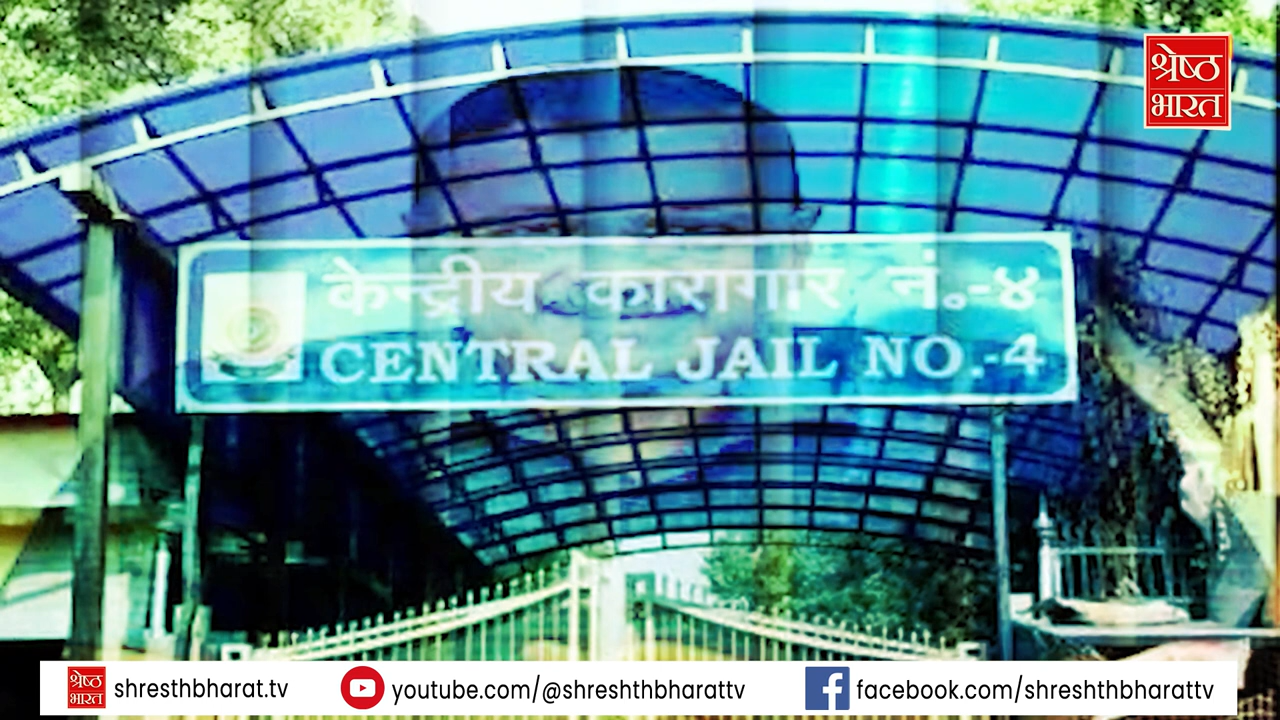 श्रेष्ठ
भारत
केन्द्रीय कारागार नं.-४
CENTRAL JAIL NO.-4
श्रेष्ठ
भारत
shresthbharat.tv
youtube.com/@shreshthbharattv
facebook.com/shreshthbharattv